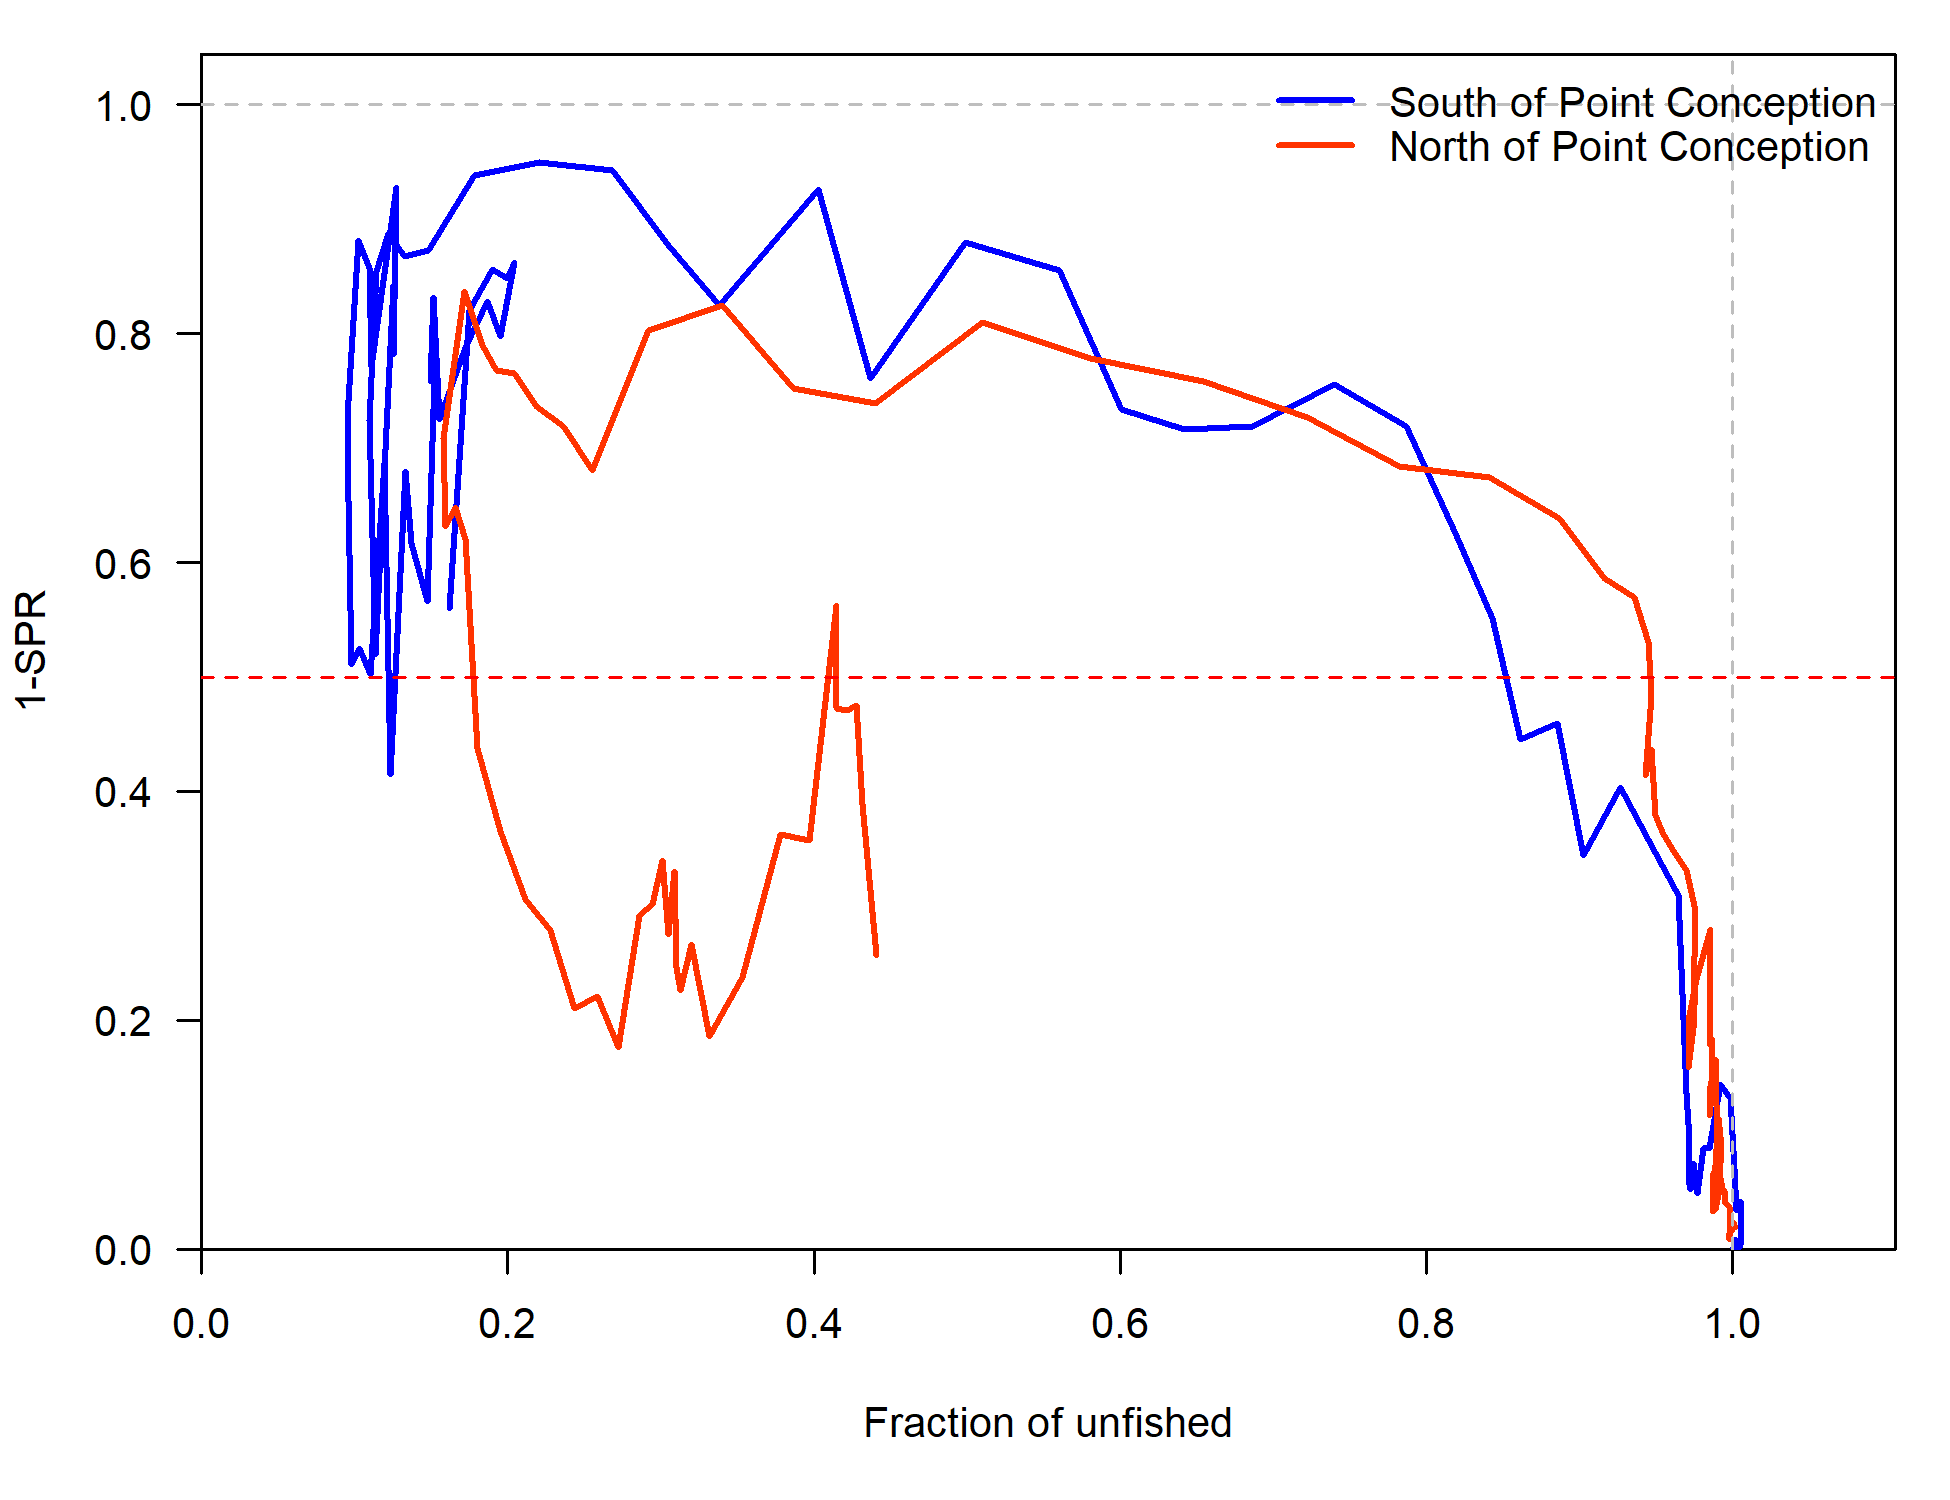 South of Point Conception
North of Point Conception
1.0
0.8
0.6
0.4
0.2
0.0
1-SPR
0.0 0.2 0.4 0.6 0.8 1.0
Fraction of unfished